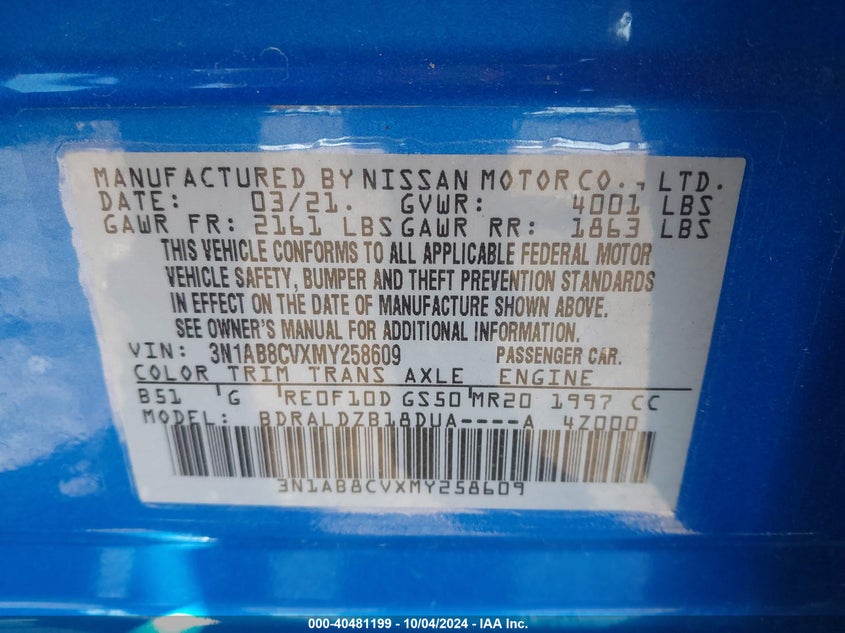 MANUFACTURED BY NISSAN MOTOR CO., LTD.
DATE: 03/21. GVWR: 4001 LBS
GAWR FR: 2161 LBS GAWR RR: 1863 LBS
THIS VEHICLE CONFORMS TO ALL APPLICABLE FEDERAL MOTOR
VEHICLE SAFETY, BUMPER AND THEFT PREVENTION STANDARDS
IN EFFECT ON THE DATE OF MANUFACTURE SHOWN ABOVE.
SEE OWNER'S MANUAL FOR ADDITIONAL INFORMATION.
VIN: 3N1AB8CVXMY258609 PASSENGER CAR.
COLOR TRIM TRANS AXLE ENGINE
B51 G RE0F10D GS50 MR20 1997 CC
MODEL: BDRALDZB18DUA----A 4Z000
3N1AB8CVXMY258609
000-40481199 - 10/04/2024 - IAA Inc.